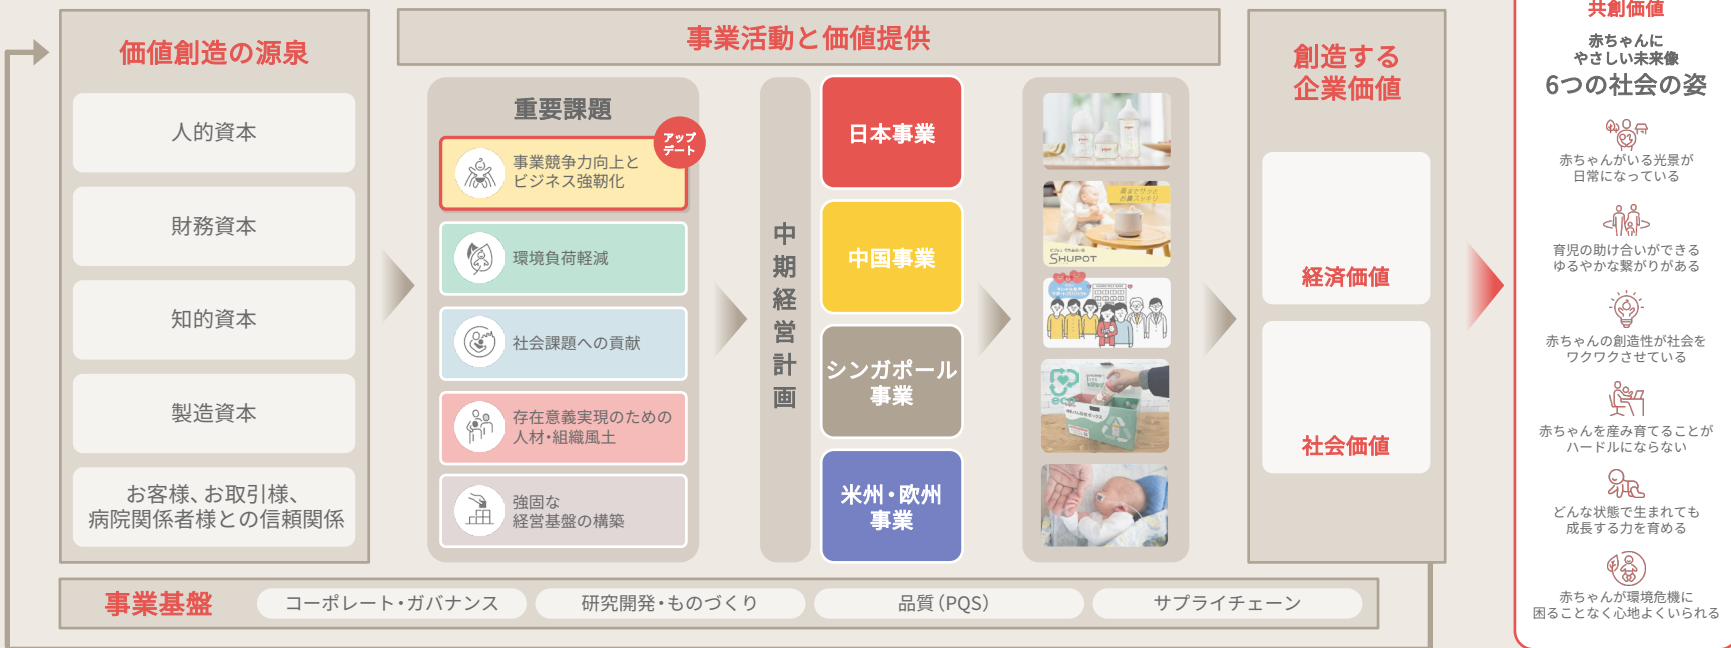 価値創造の源泉
人的資本
財務資本
知的資本
製造資本
お客様、お取引様、
病院関係者様との信頼関係
事業活動と価値提供
重要課題
アップ
デート
事業競争力向上と
ビジネス強靭化
環境負荷軽減
社会課題への貢献
存在意義実現のための
人材・組織風土
強固な
経営基盤の構築
中期経営計画
日本事業
中国事業
シンガポール
事業
米州・欧州
事業
SHUPOT
eco
創造する
企業価値
経済価値
社会価値
共創価値
赤ちゃんに
やさしい未来像
6つの社会の姿
赤ちゃんがいる光景が
日常になっている
育児の助け合いができる
ゆるやかな繋がりがある
赤ちゃんの創造性が社会を
ワクワクさせている
赤ちゃんを産み育てることが
ハードルにならない
どんな状態で生まれても
成長する力を育める
赤ちゃんが環境危機に
困ることなく心地よくいられる
事業基盤
コーポレート・ガバナンス
研究開発・ものづくり
品質（PQS）
サプライチェーン